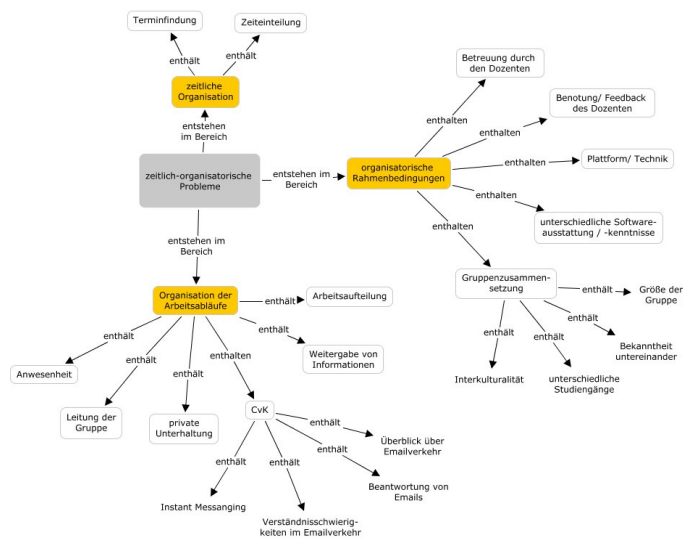 Terminfindung
Zeiteinteilung
enthält
enthält
zeitliche
Organisation
entstehen
im Bereich
zeitlich-organisatorische
Probleme
entstehen im
Bereich
organisatorische
Rahmenbedingungen
enthalten
Betreuung durch
den Dozenten
enthalten
Benotung/ Feedback
des Dozenten
enthalten
Plattform/ Technik
enthalten
unterschiedliche Software-
ausstattung / -kenntnisse
enthalten
Gruppenzusammen-
setzung
enthält
Größe der
Gruppe
enthält
Bekanntheit
untereinander
enthält
unterschiedliche
Studiengänge
enthält
Interkulturalität
entstehen im
Bereich
Organisation der
Arbeitsabläufe
enthält
Arbeitsaufteilung
enthält
Weitergabe von
Informationen
enthält
Anwesenheit
enthält
Leitung der
Gruppe
enthält
private
Unterhaltung
enthalten
CvK
enthält
Überblick über
Emailverkehr
enthält
Beantwortung von
Emails
enthält
Verständnisschwierig-
keiten im Emailverkehr
enthält
Instant Messanging